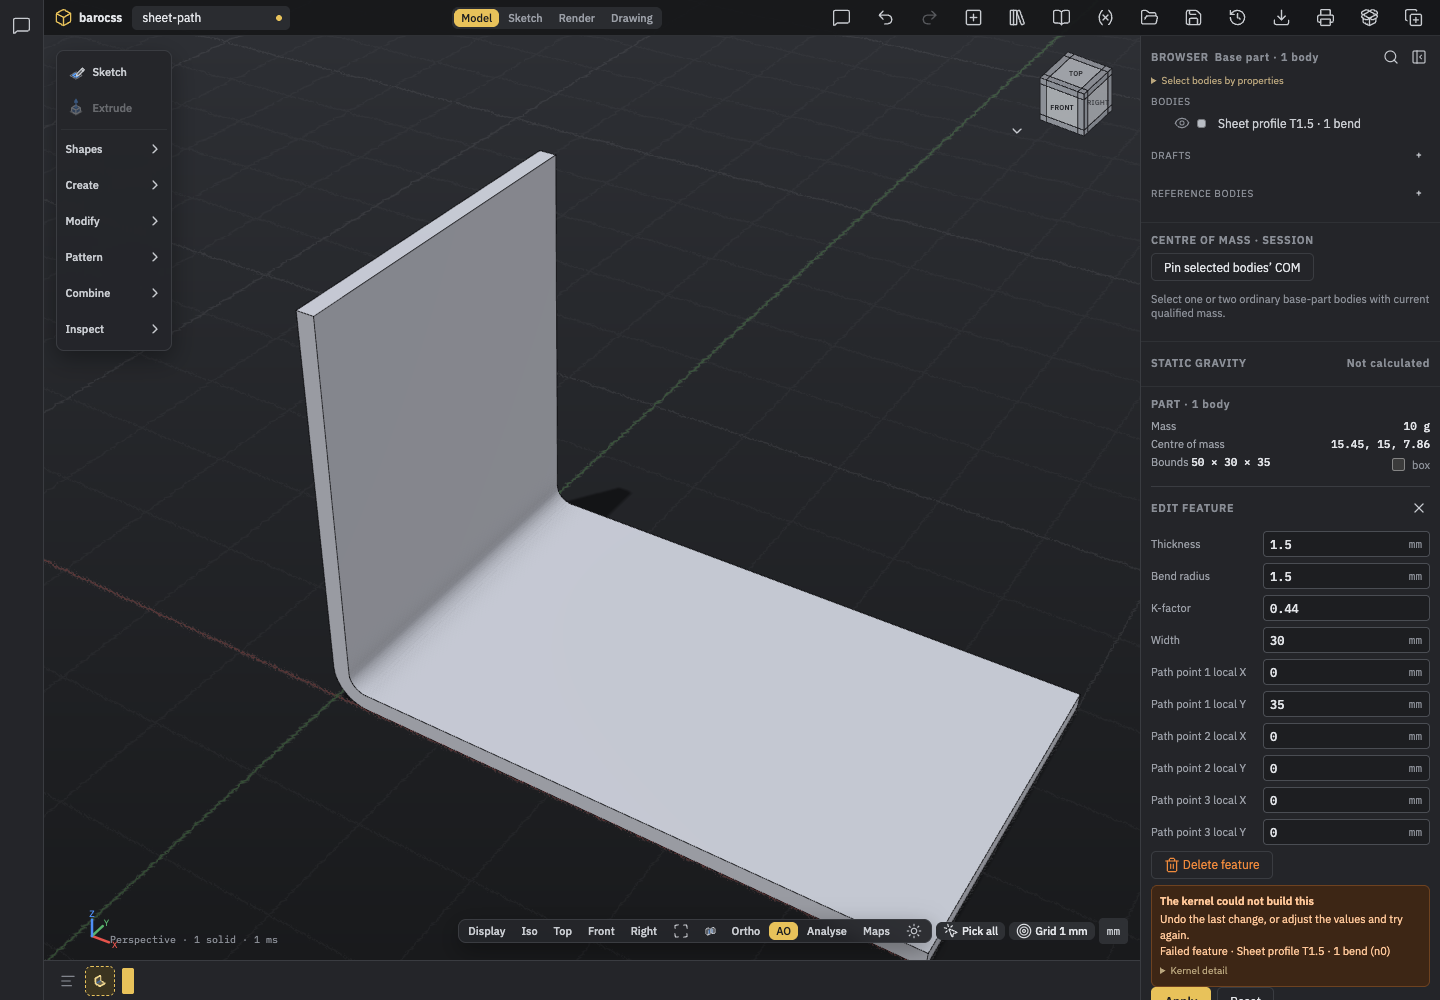 barocss
sheet-path
Model
Sketch
Render
Drawing
Sketch
Extrude
Shapes
Create
Modify
Pattern
Combine
Inspect
TOP
FRONT
RIGHT
BROWSER Base part · 1 body
Select bodies by properties
BODIES
Sheet profile T1.5 · 1 bend
DRAFTS
REFERENCE BODIES
CENTRE OF MASS · SESSION
Pin selected bodies’ COM
Select one or two ordinary base-part bodies with current
qualified mass.
STATIC GRAVITY Not calculated
PART · 1 body
Mass 10 g
Centre of mass 15.45, 15, 7.86
Bounds 50 × 30 × 35 box
EDIT FEATURE
Thickness 1.5 mm
Bend radius 1.5 mm
K-factor 0.44
Width 30 mm
Path point 1 local X 0 mm
Path point 1 local Y 35 mm
Path point 2 local X 0 mm
Path point 2 local Y 0 mm
Path point 3 local X 0 mm
Path point 3 local Y 0 mm
Delete feature
The kernel could not build this
Undo the last change, or adjust the values and try
again.
Failed feature · Sheet profile T1.5 · 1 bend (n0)
Kernel detail
Apply Reset
Z
Y
X
Perspective · 1 solid · 1 ms
Display Iso Top Front Right Ortho AO Analyse Maps Pick all Grid 1 mm mm